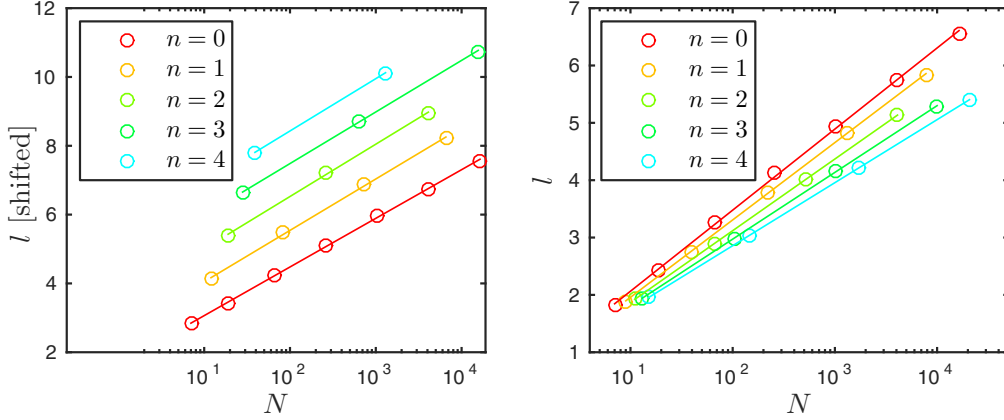 12
10
8
6
4
2
l [shifted]
n = 0
n = 1
n = 2
n = 3
n = 4
10^1 10^2 10^3 10^4
N
7
6
5
4
3
2
1
l
n = 0
n = 1
n = 2
n = 3
n = 4
10^1 10^2 10^3 10^4
N